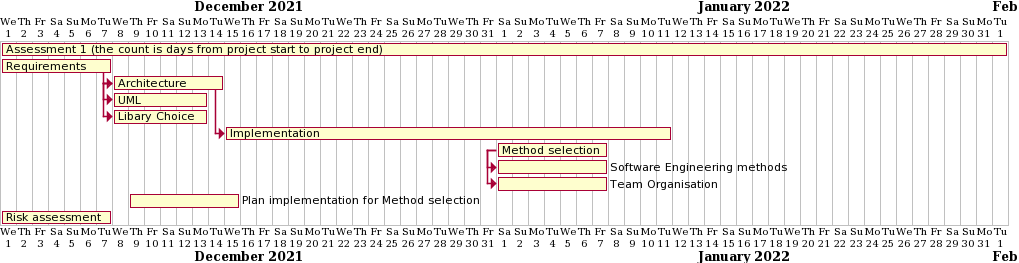 December 2021 January 2022 Feb
We Th Fr Sa Su Mo Tu We Th Fr Sa Su Mo Tu We Th Fr Sa Su Mo Tu We Th Fr Sa Su Mo Tu We Th Fr Sa Su Mo Tu We Th Fr Sa Su Mo Tu We Th Fr Sa Su Mo Tu We Th Fr Sa Su Mo Tu We Th Fr Sa Su Mo Tu
1 2 3 4 5 6 7 8 9 10 11 12 13 14 15 16 17 18 19 20 21 22 23 24 25 26 27 28 29 30 31 1 2 3 4 5 6 7 8 9 10 11 12 13 14 15 16 17 18 19 20 21 22 23 24 25 26 27 28 29 30 31 1
Assessment 1 (the count is days from project start to project end)
Requirements
Architecture
UML
Libary Choice
Implementation
Method selection
Software Engineering methods
Team Organisation
Plan implementation for Method selection
Risk assessment
We Th Fr Sa Su Mo Tu We Th Fr Sa Su Mo Tu We Th Fr Sa Su Mo Tu We Th Fr Sa Su Mo Tu We Th Fr Sa Su Mo Tu We Th Fr Sa Su Mo Tu We Th Fr Sa Su Mo Tu We Th Fr Sa Su Mo Tu We Th Fr Sa Su Mo Tu
1 2 3 4 5 6 7 8 9 10 11 12 13 14 15 16 17 18 19 20 21 22 23 24 25 26 27 28 29 30 31 1 2 3 4 5 6 7 8 9 10 11 12 13 14 15 16 17 18 19 20 21 22 23 24 25 26 27 28 29 30 31 1
December 2021 January 2022 Feb